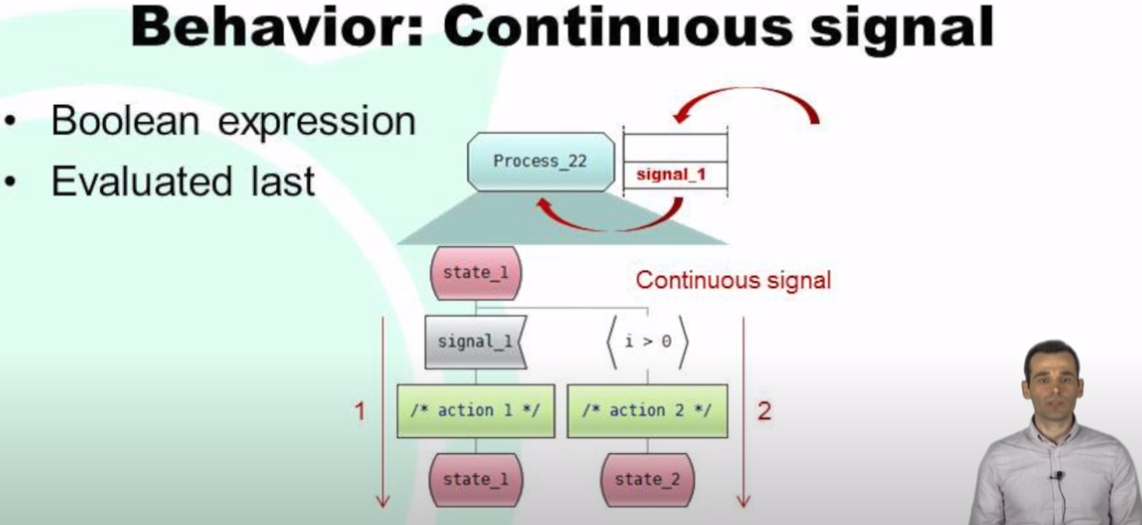 Behavior: Continuous signal
• Boolean expression
• Evaluated last
Process_22
signal_1
state_1
Continuous signal
signal_1
i > 0
1
/* action 1 */
/* action 2 */
2
state_1
state_2